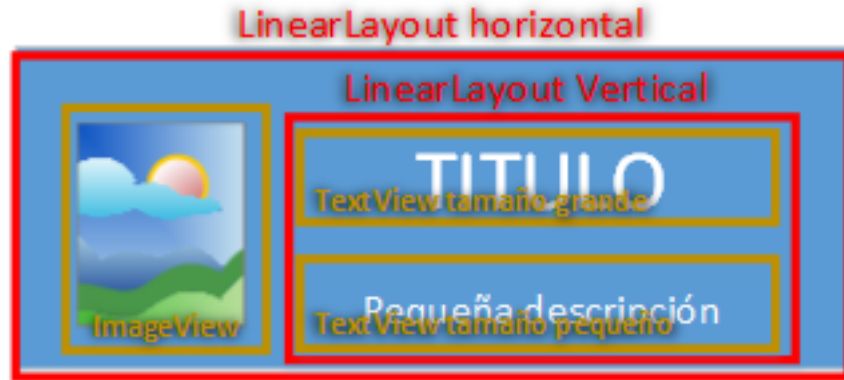 LinearLayout horizontal
LinearLayout Vertical
TITULO
TextView tamaño grande
Pequeña descripción
ImageView
TextView tamaño pequeño